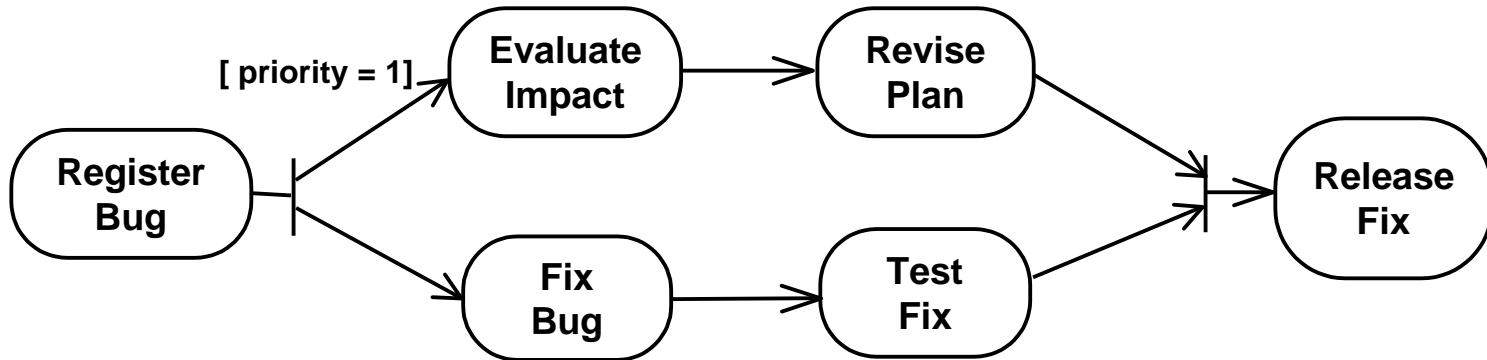 [ priority = 1]
Evaluate
Impact
Revise
Plan
Register
Bug
Release
Fix
Fix
Bug
Test
Fix